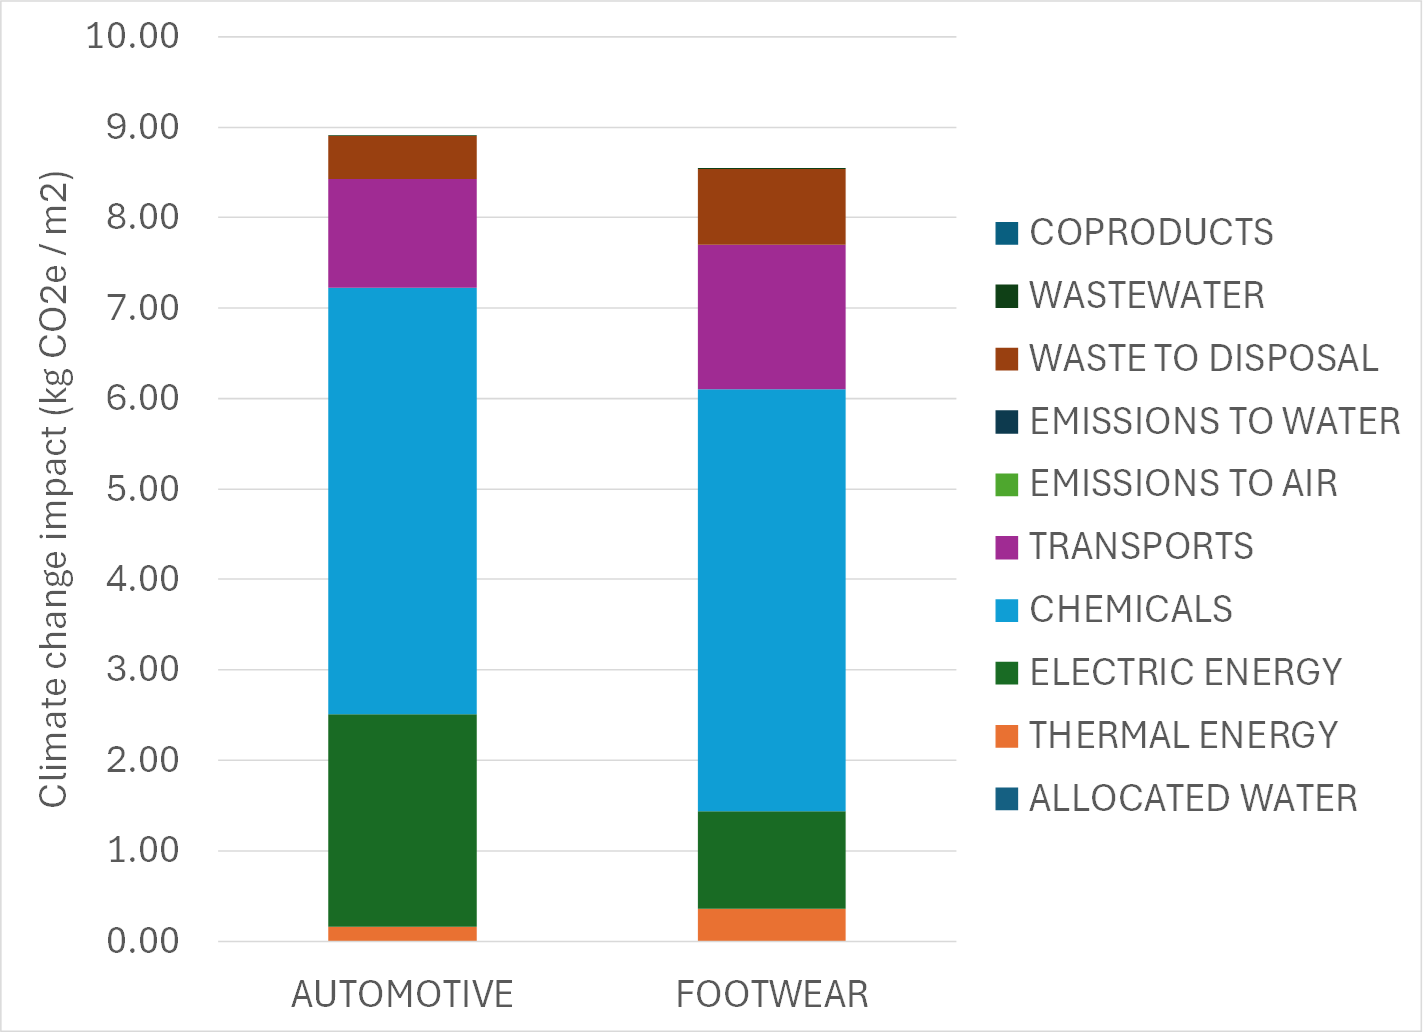 10.00
9.00
8.00
7.00
6.00
5.00
4.00
3.00
2.00
1.00
0.00
Climate change impact (kg CO2e / m2)
AUTOMOTIVE
FOOTWEAR
COPRODUCTS
WASTEWATER
WASTE TO DISPOSAL
EMISSIONS TO WATER
EMISSIONS TO AIR
TRANSPORTS
CHEMICALS
ELECTRIC ENERGY
THERMAL ENERGY
ALLOCATED WATER